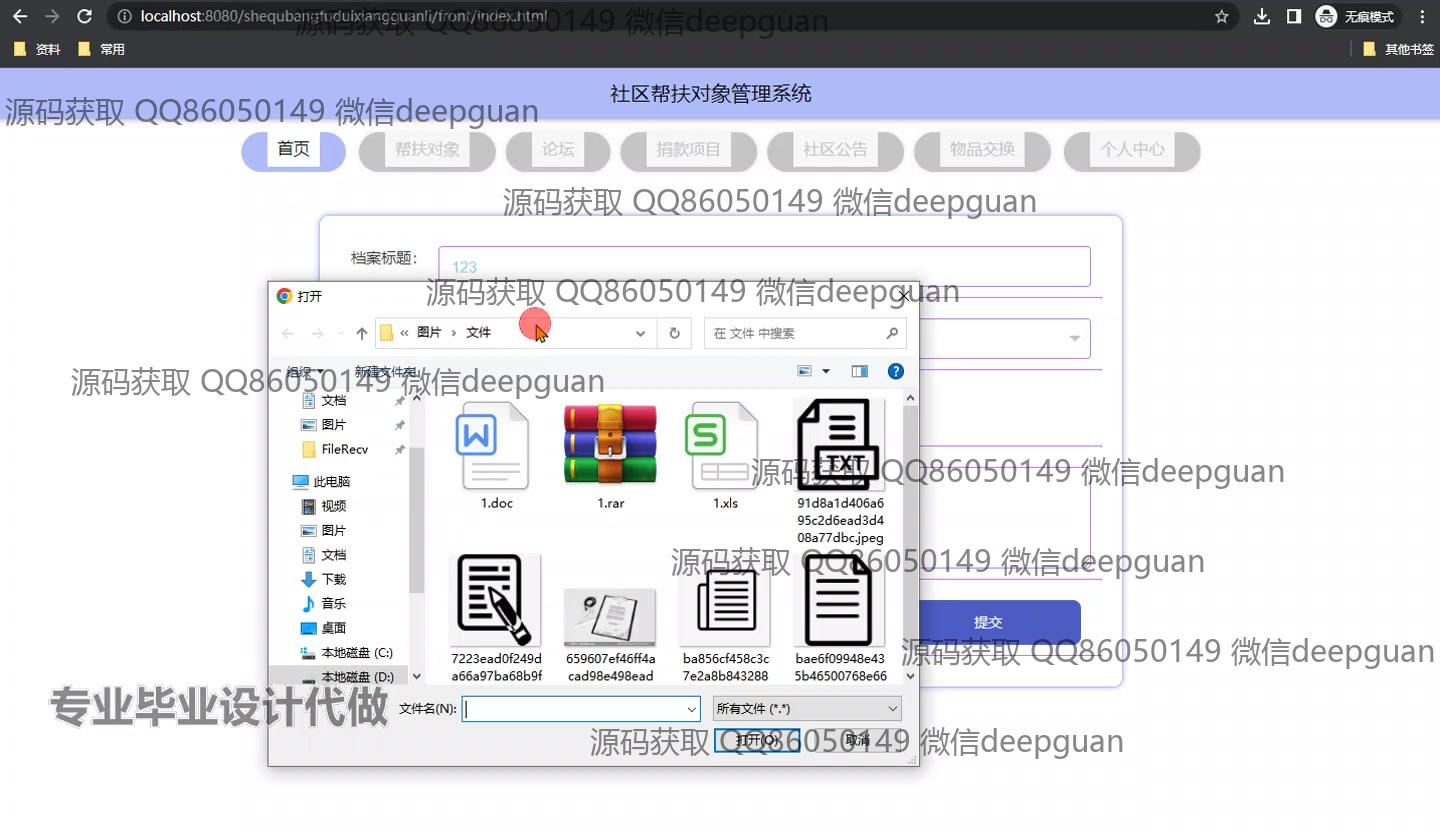 localhost:8080/shequbangfuduixiangguanli/front/index.html
无痕模式
资料
常用
其他书签
源码获取 QQ86050149 微信deepguan
社区帮扶对象管理系统
源码获取 QQ86050149 微信deepguan
首页
帮扶对象
论坛
捐款项目
社区公告
物品交换
个人中心
源码获取 QQ86050149 微信deepguan
档案标题：
123
源码获取 QQ86050149 微信deepguan
打开
« 图片 › 文件
在 文件 中搜索
组织
新建文件夹
源码获取 QQ86050149 微信deepguan
文档
图片
FileRecv
此电脑
视频
图片
文档
下载
音乐
桌面
本地磁盘 (C:)
本地磁盘 (D:)
W
1.doc
1.rar
S
1.xls
TXT
91d8a1d406a6
95c2d6ead3d4
08a77dbc.jpeg
源码获取 QQ86050149 微信deepguan
源码获取 QQ86050149 微信deepguan
7223ead0f249d
a66a97ba68b9f
659607ef46ff4a
cad98e498ead
ba856cf458c3c
7e2a8b843288
bae6f09948e43
5b46500768e66
提交
源码获取 QQ86050149 微信deepguan
专业毕业设计代做
文件名(N):
所有文件 (*.*)
打开(O)
取消
源码获取 QQ86050149 微信deepguan